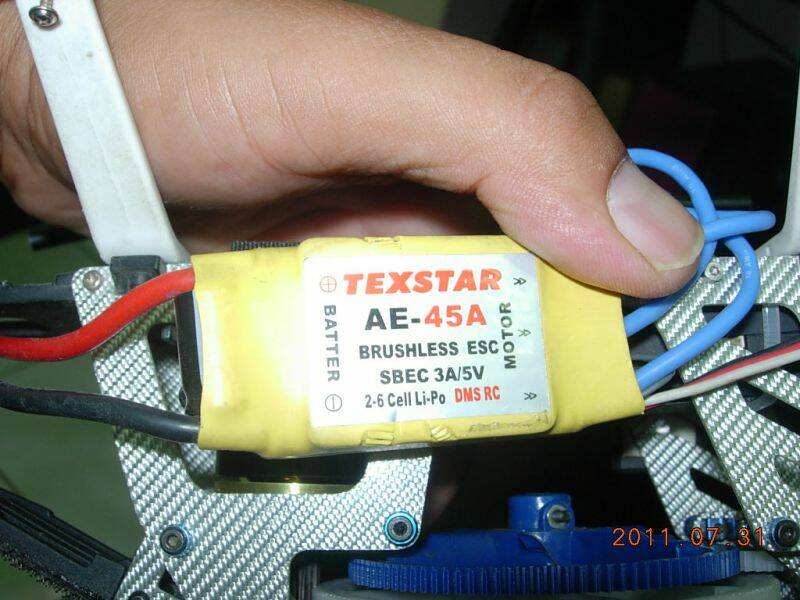 TEXSTAR
AE-45A
BRUSHLESS ESC
SBEC 3A/5V
2-6 Cell Li-Po DMS RC
BATTER
MOTOR
2011.07.31